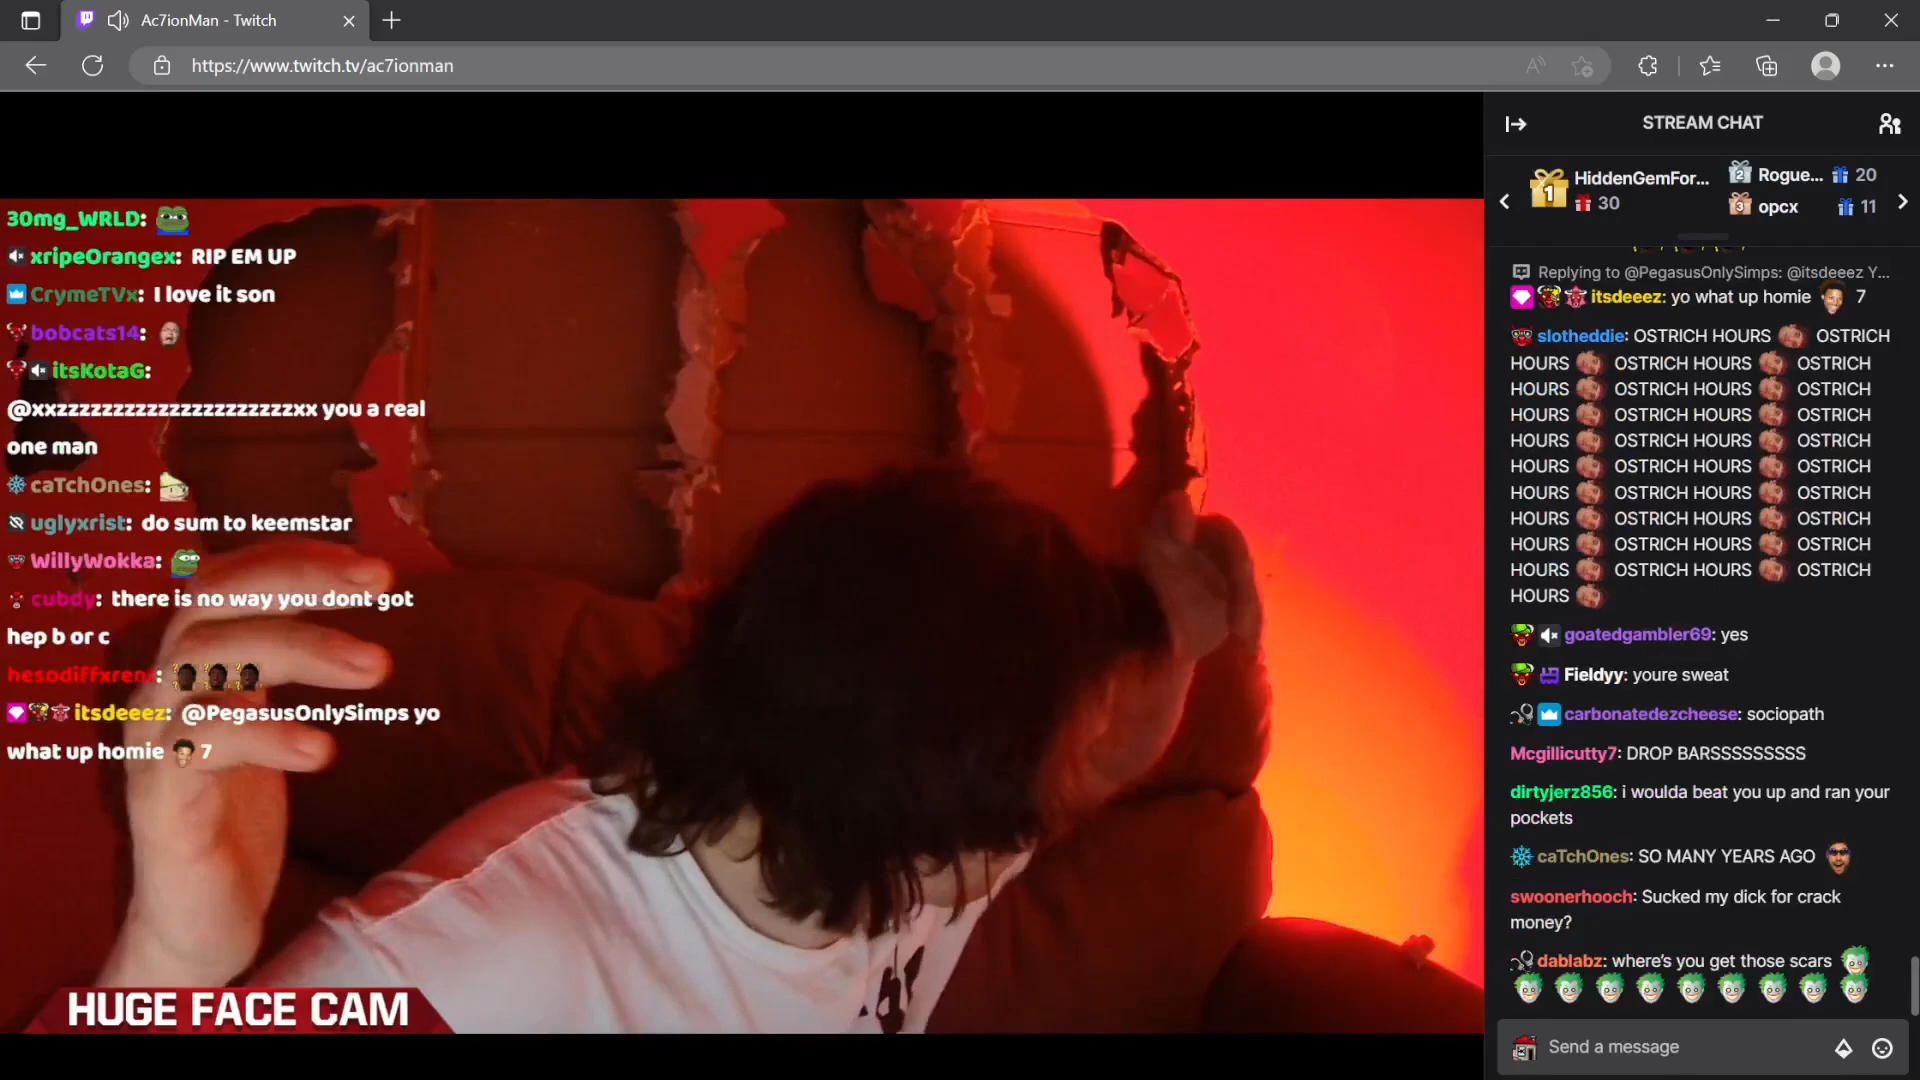 Ac7ionMan - Twitch
https://www.twitch.tv/ac7ionman
30mg_WRLD:
xripeOrangex: RIP EM UP
CrymeTVx: I love it son
bobcats14:
itsKotaG:
@xxzzzzzzzzzzzzzzzzzzzzzxx you a real
one man
caTchOnes:
uglyxrist: do sum to keemstar
WillyWokka:
cubdy: there is no way you dont got
hep b or c
itsdeeez: @PegasusOnlySimps yo
what up homie 7
HUGE FACE CAM
STREAM CHAT
1 HiddenGemFor...
30
2 Rogue... 20
3 opcx 11
Replying to @PegasusOnlySimps: @itsdeeez Y...
itsdeeez: yo what up homie 7
slotheddie: OSTRICH HOURS OSTRICH
HOURS OSTRICH HOURS OSTRICH
HOURS OSTRICH HOURS OSTRICH
HOURS OSTRICH HOURS OSTRICH
HOURS OSTRICH HOURS OSTRICH
HOURS OSTRICH HOURS OSTRICH
HOURS OSTRICH HOURS OSTRICH
HOURS OSTRICH HOURS OSTRICH
HOURS OSTRICH HOURS OSTRICH
HOURS OSTRICH HOURS OSTRICH
HOURS
goatedgambler69: yes
Fieldyy: youre sweat
carbonatedezcheese: sociopath
Mcgillicutty7: DROP BARSSSSSSSSS
dirtyjerz856: i woulda beat you up and ran your
pockets
caTchOnes: SO MANY YEARS AGO
swoonerhooch: Sucked my dick for crack
money?
dablabz: where's you get those scars
Send a message